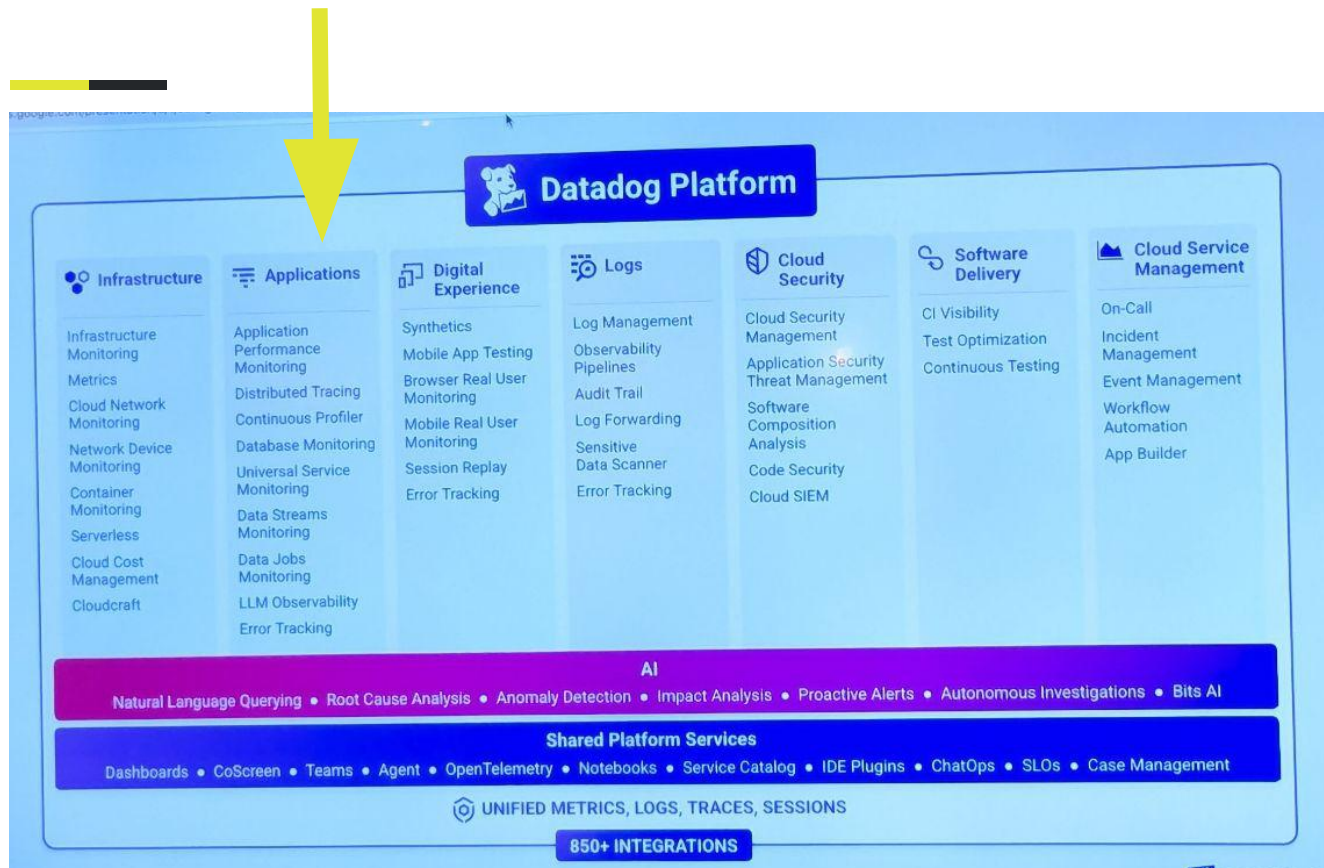 Datadog Platform
Infrastructure
Infrastructure
Monitoring
Metrics
Cloud Network
Monitoring
Network Device
Monitoring
Container
Monitoring
Serverless
Cloud Cost
Management
Cloudcraft
Applications
Application
Performance
Monitoring
Distributed Tracing
Continuous Profiler
Database Monitoring
Universal Service
Monitoring
Data Streams
Monitoring
Data Jobs
Monitoring
LLM Observability
Error Tracking
Digital
Experience
Synthetics
Mobile App Testing
Browser Real User
Monitoring
Mobile Real User
Monitoring
Session Replay
Error Tracking
Logs
Log Management
Observability
Pipelines
Audit Trail
Log Forwarding
Sensitive
Data Scanner
Error Tracking
Cloud
Security
Cloud Security
Management
Application Security
Threat Management
Software
Composition
Analysis
Code Security
Cloud SIEM
Software
Delivery
CI Visibility
Test Optimization
Continuous Testing
Cloud Service
Management
On-Call
Incident
Management
Event Management
Workflow
Automation
App Builder
AI
Natural Language Querying • Root Cause Analysis • Anomaly Detection • Impact Analysis • Proactive Alerts • Autonomous Investigations • Bits AI
Shared Platform Services
Dashboards • CoScreen • Teams • Agent • OpenTelemetry • Notebooks • Service Catalog • IDE Plugins • ChatOps • SLOs • Case Management
UNIFIED METRICS, LOGS, TRACES, SESSIONS
850+ INTEGRATIONS